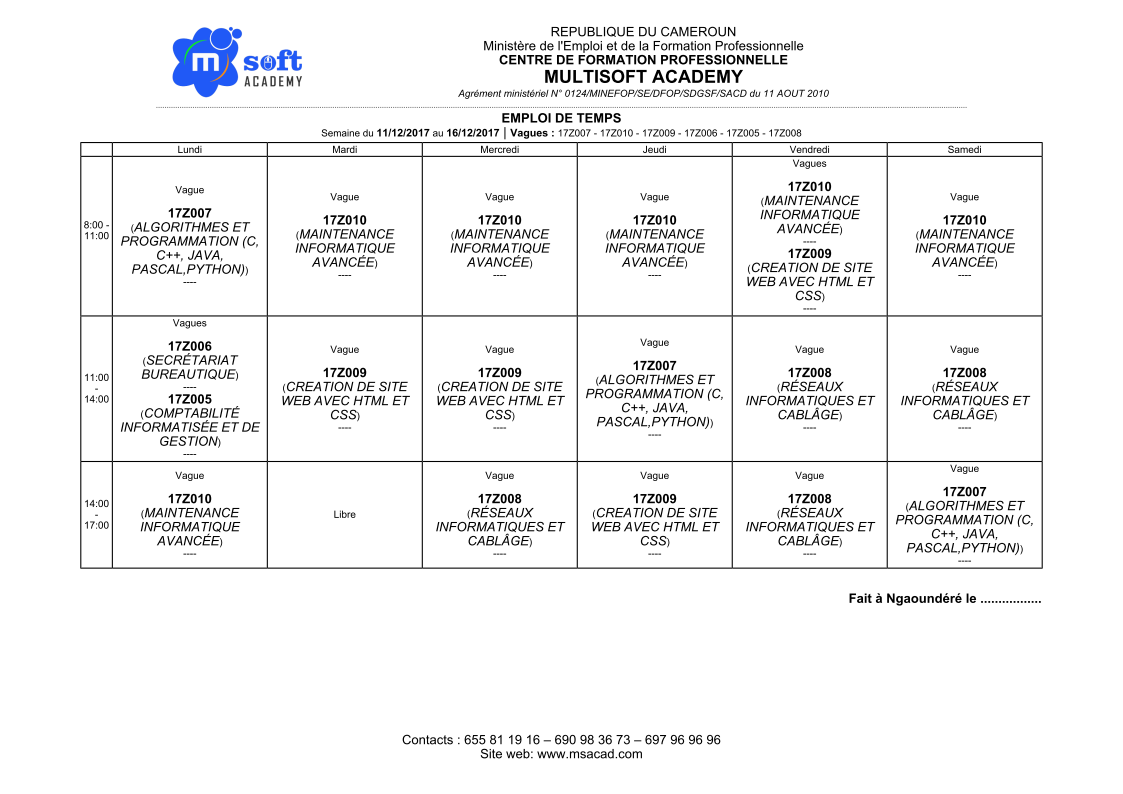 m soft
ACADEMY
REPUBLIQUE DU CAMEROUN
Ministère de l'Emploi et de la Formation Professionnelle
CENTRE DE FORMATION PROFESSIONNELLE
MULTISOFT ACADEMY
Agrément ministériel N° 0124/MINEFOP/SE/DFOP/SDGSF/SACD du 11 AOUT 2010
EMPLOI DE TEMPS
Semaine du 11/12/2017 au 16/12/2017 | Vagues : 17Z007 - 17Z010 - 17Z009 - 17Z006 - 17Z005 - 17Z008
Lundi Mardi Mercredi Jeudi Vendredi Samedi
8:00 -
11:00
Vague
17Z007
(ALGORITHMES ET
PROGRAMMATION (C,
C++, JAVA,
PASCAL,PYTHON))
----
Vague
17Z010
(MAINTENANCE
INFORMATIQUE
AVANCÉE)
----
Vague
17Z010
(MAINTENANCE
INFORMATIQUE
AVANCÉE)
----
Vague
17Z010
(MAINTENANCE
INFORMATIQUE
AVANCÉE)
----
Vagues
17Z010
(MAINTENANCE
INFORMATIQUE
AVANCÉE)
----
17Z009
(CREATION DE SITE
WEB AVEC HTML ET
CSS)
----
Vague
17Z010
(MAINTENANCE
INFORMATIQUE
AVANCÉE)
----
11:00
-
14:00
Vagues
17Z006
(SECRÉTARIAT
BUREAUTIQUE)
----
17Z005
(COMPTABILITÉ
INFORMATISÉE ET DE
GESTION)
----
Vague
17Z009
(CREATION DE SITE
WEB AVEC HTML ET
CSS)
----
Vague
17Z009
(CREATION DE SITE
WEB AVEC HTML ET
CSS)
----
Vague
17Z007
(ALGORITHMES ET
PROGRAMMATION (C,
C++, JAVA,
PASCAL,PYTHON))
----
Vague
17Z008
(RÉSEAUX
INFORMATIQUES ET
CABLÂGE)
----
Vague
17Z008
(RÉSEAUX
INFORMATIQUES ET
CABLÂGE)
----
14:00
-
17:00
Vague
17Z010
(MAINTENANCE
INFORMATIQUE
AVANCÉE)
----
Libre
Vague
17Z008
(RÉSEAUX
INFORMATIQUES ET
CABLÂGE)
----
Vague
17Z009
(CREATION DE SITE
WEB AVEC HTML ET
CSS)
----
Vague
17Z008
(RÉSEAUX
INFORMATIQUES ET
CABLÂGE)
----
Vague
17Z007
(ALGORITHMES ET
PROGRAMMATION (C,
C++, JAVA,
PASCAL,PYTHON))
----
Fait à Ngaoundéré le .................
Contacts : 655 81 19 16 – 690 98 36 73 – 697 96 96 96
Site web: www.msacad.com